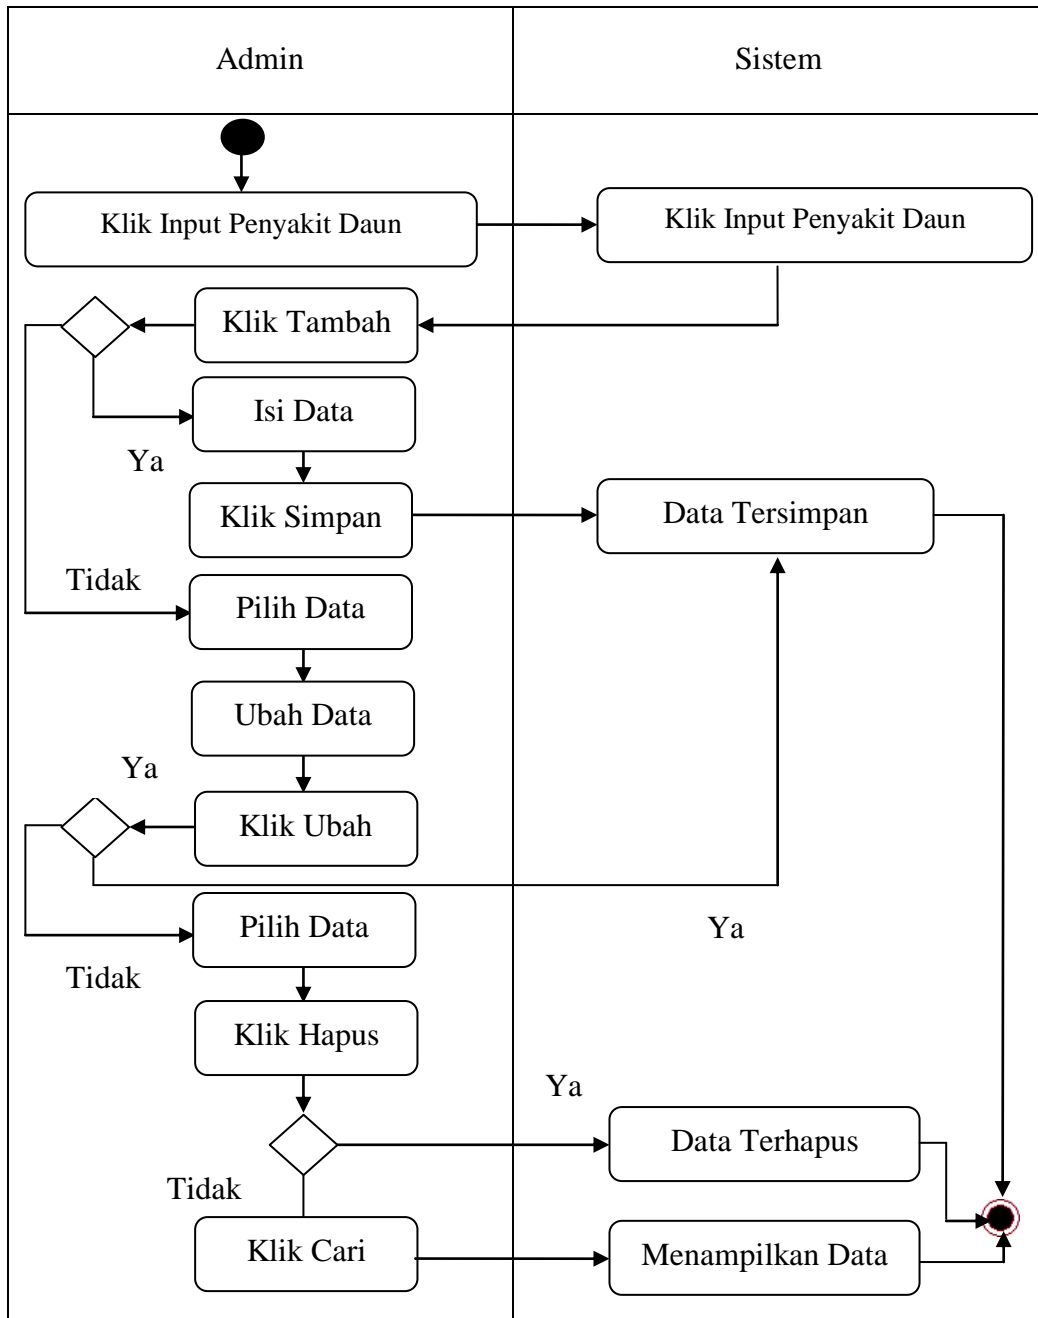 Admin
Sistem
Klik Input Penyakit Daun
Klik Input Penyakit Daun
Klik Tambah
Isi Data
Ya
Klik Simpan
Data Tersimpan
Tidak
Pilih Data
Ubah Data
Ya
Klik Ubah
Pilih Data
Ya
Tidak
Klik Hapus
Ya
Data Terhapus
Tidak
Klik Cari
Menampilkan Data